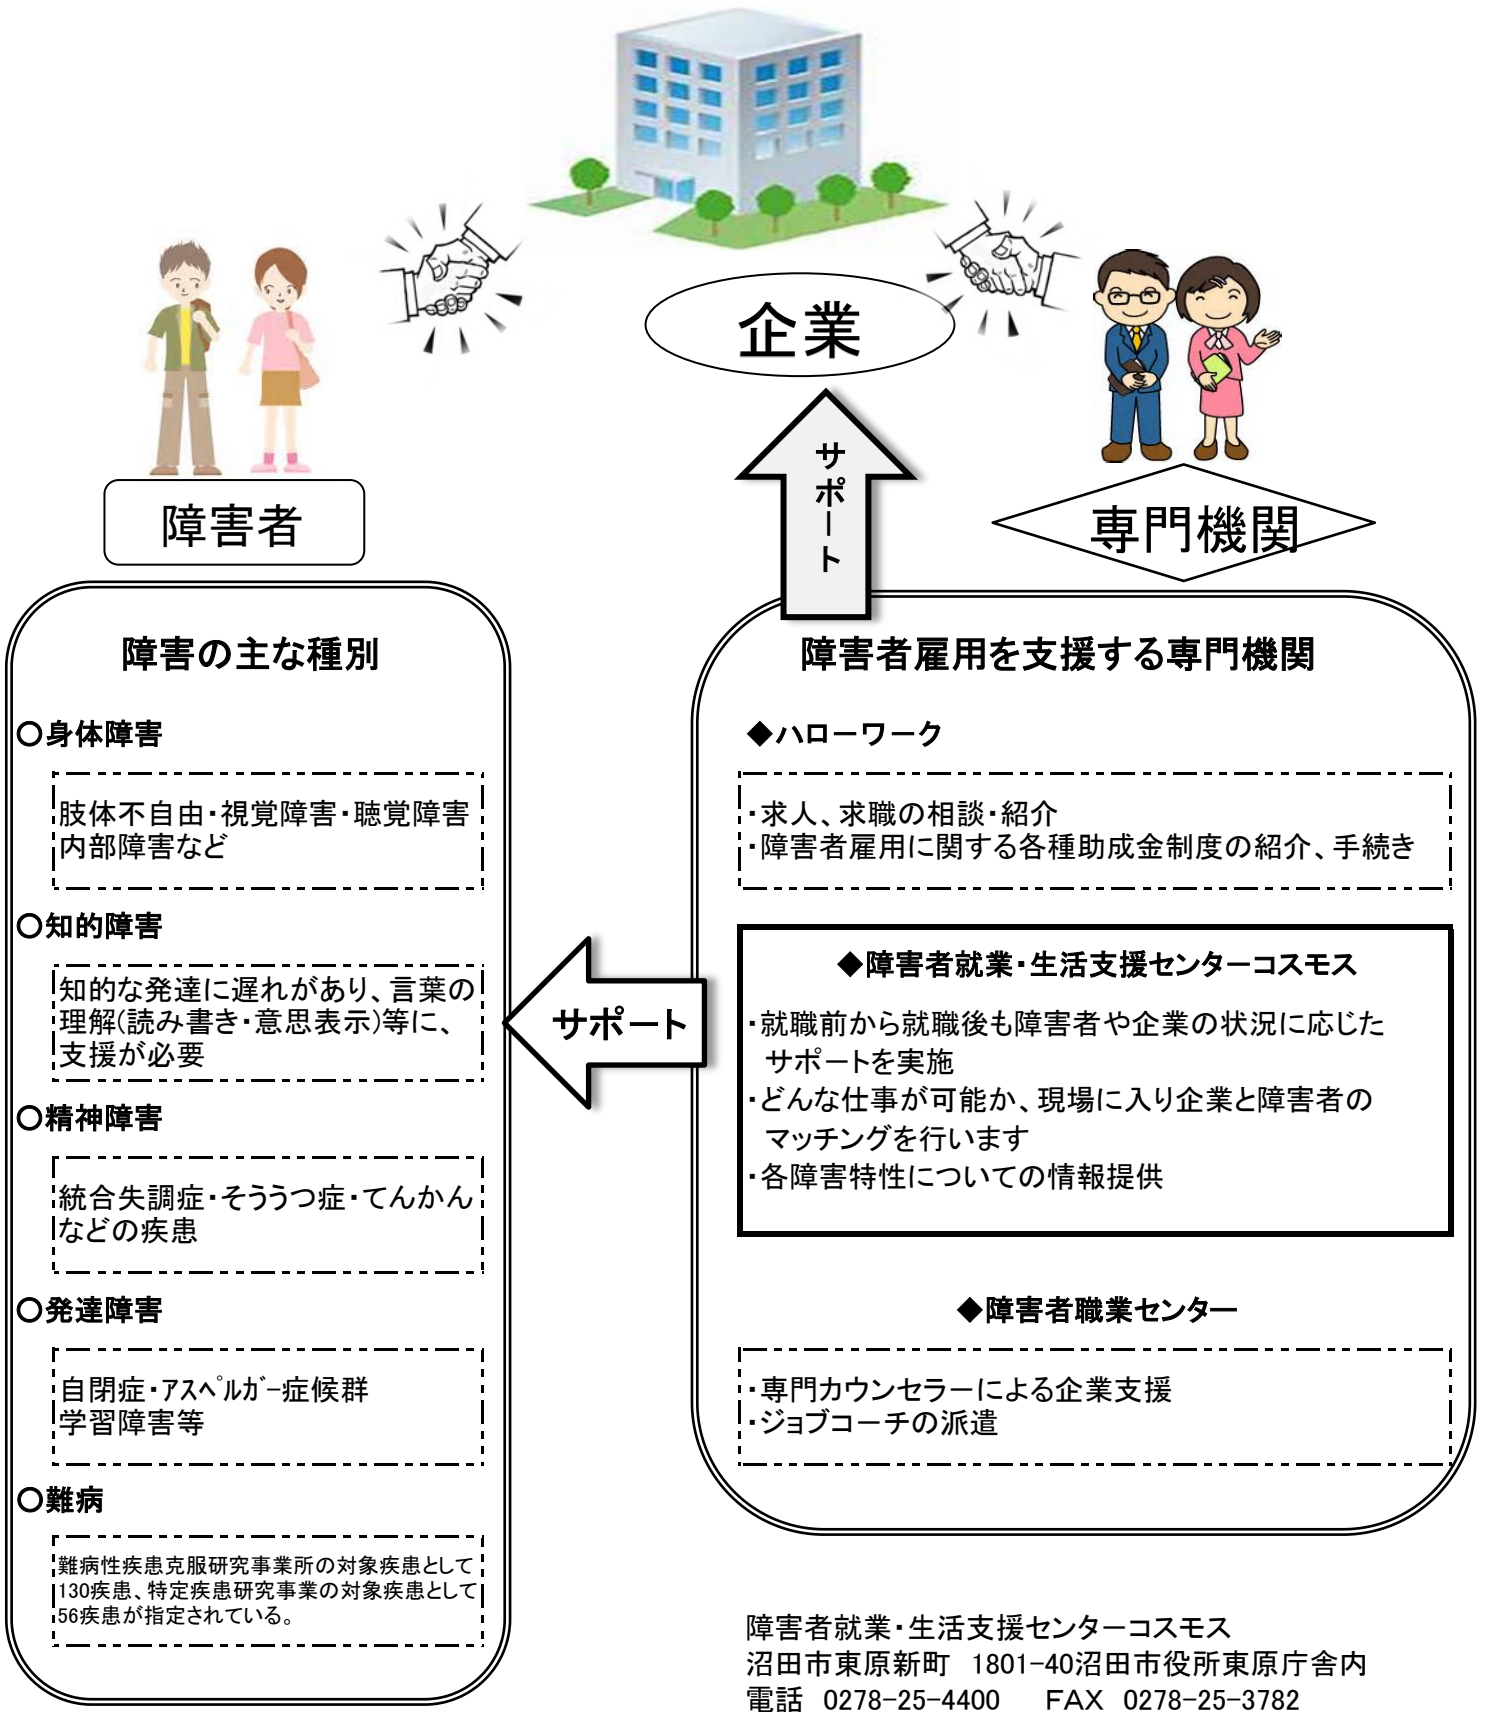 企業
サポート
障害者
専門機関
障害の主な種別
○身体障害
肢体不自由・視覚障害・聴覚障害
内部障害など
○知的障害
知的な発達に遅れがあり、言葉の
理解(読み書き・意思表示)等に、
支援が必要
○精神障害
統合失調症・そううつ症・てんかん
などの疾患
○発達障害
自閉症・アスペルガー症候群
学習障害等
○難病
難病性疾患克服研究事業所の対象疾患として
130疾患、特定疾患研究事業の対象疾患として
56疾患が指定されている。
サポート
障害者雇用を支援する専門機関
◆ハローワーク
・求人、求職の相談・紹介
・障害者雇用に関する各種助成金制度の紹介、手続き
◆障害者就業・生活支援センターコスモス
・就職前から就職後も障害者や企業の状況に応じた
サポートを実施
・どんな仕事が可能か、現場に入り企業と障害者の
マッチングを行います
・各障害特性についての情報提供
◆障害者職業センター
・専門カウンセラーによる企業支援
・ジョブコーチの派遣
障害者就業・生活支援センターコスモス
沼田市東原新町 1801-40沼田市役所東原庁舎内
電話 0278-25-4400 FAX 0278-25-3782